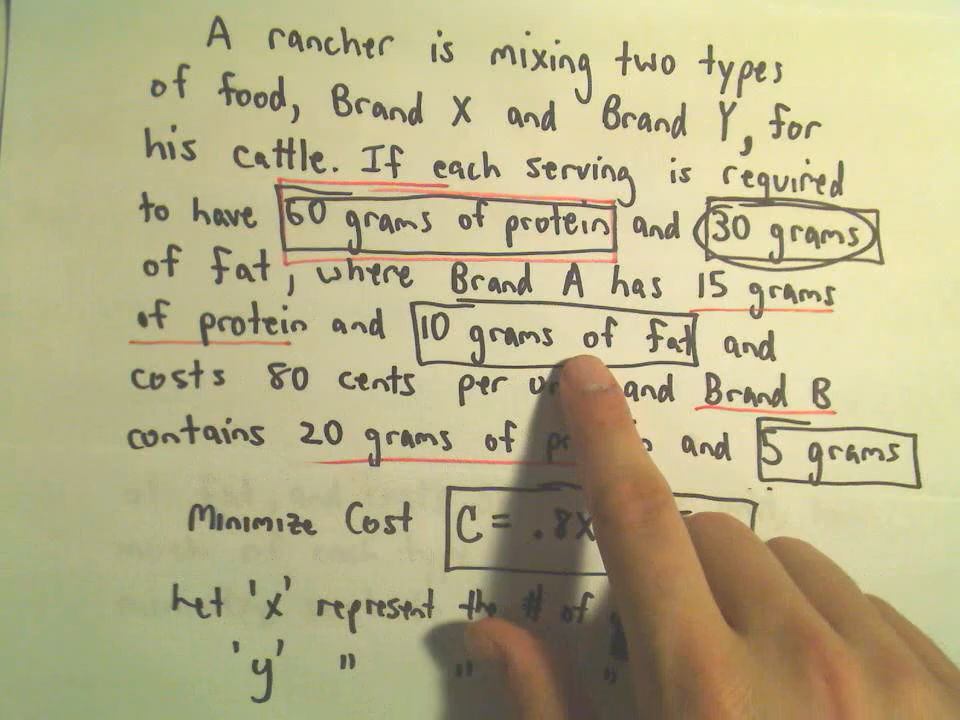 A rancher is mixing two types
of food, Brand X and Brand Y, for
his cattle. If each serving is required
to have 60 grams of protein and 30 grams
of fat, where Brand A has 15 grams
of protein and 10 grams of fat and
costs 80 cents per and Brand B
contains 20 grams of and 5 grams
Minimize Cost C = .8X
Let 'x' represent the # of
'y' " " "